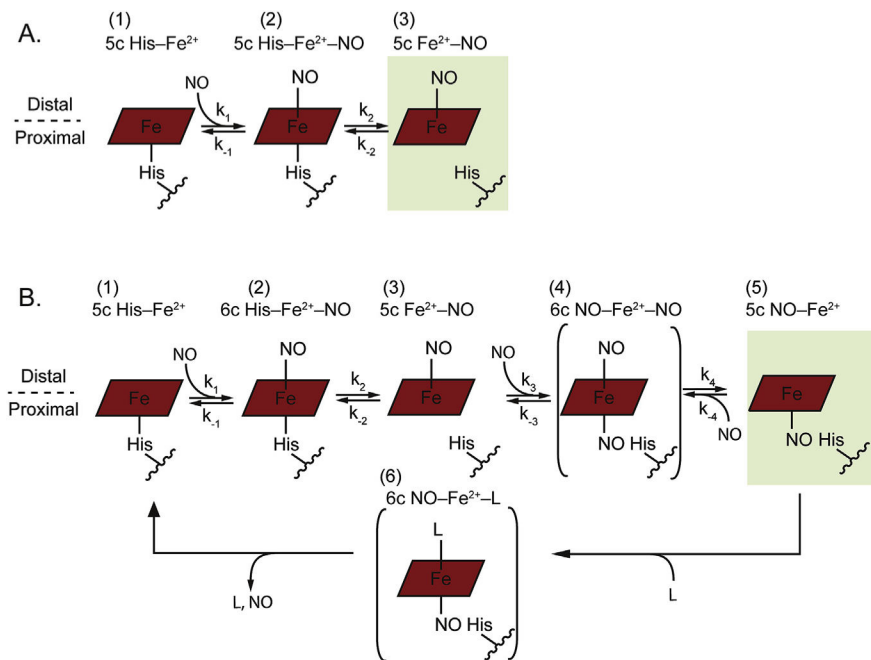 A.
(1) (2) (3)
5c His–Fe²⁺ 5c His–Fe²⁺–NO 5c Fe²⁺–NO
NO NO NO
Distal
Proximal
Fe k₁ Fe k₂ Fe
k₋₁ k₋₂
His His His
B.
(1) (2) (3) (4) (5)
5c His–Fe²⁺ 6c His–Fe²⁺–NO 5c Fe²⁺–NO 6c NO–Fe²⁺–NO 5c NO–Fe²⁺
NO NO NO NO NO
Distal
Proximal
Fe k₁ Fe k₂ Fe k₃ Fe k₄ Fe
k₋₁ k₋₂ k₋₃ k₋₄
His His His NO His NO NO His
(6)
6c NO–Fe²⁺–L
L
Fe
NO His
L, NO L